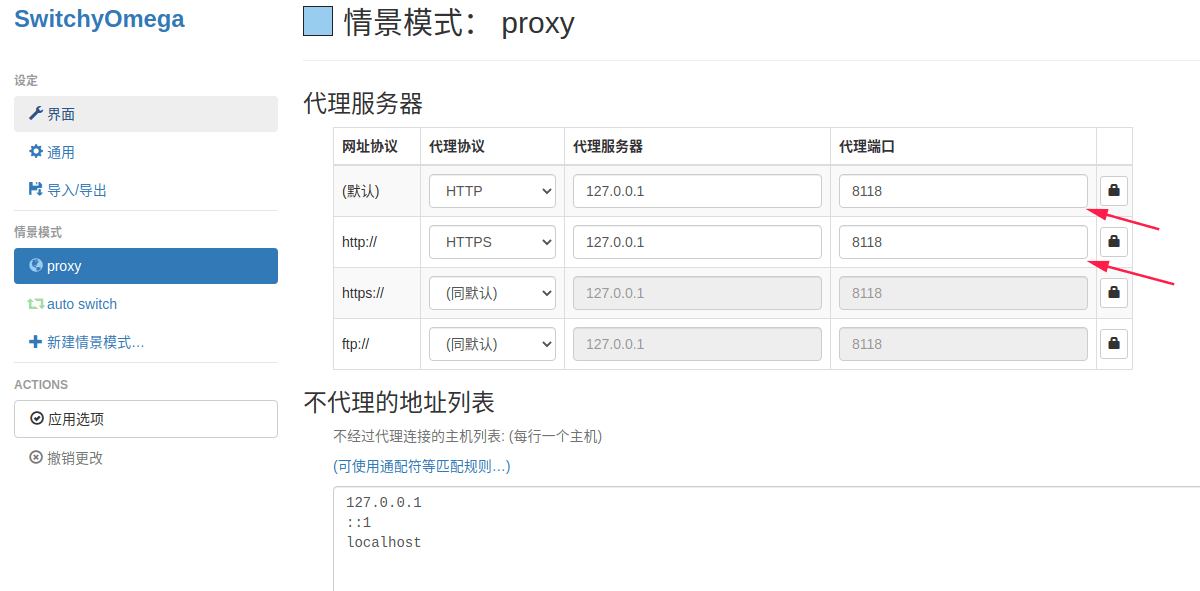 SwitchyOmega
设定
界面
通用
导入/导出
情景模式
proxy
auto switch
新建情景模式…
ACTIONS
应用选项
撤销更改
情景模式： proxy
代理服务器
网址协议 代理协议 代理服务器 代理端口
(默认) HTTP 127.0.0.1 8118
http:// HTTPS 127.0.0.1 8118
https:// (同默认) 127.0.0.1 8118
ftp:// (同默认) 127.0.0.1 8118
不代理的地址列表
不经过代理连接的主机列表: (每行一个主机)
(可使用通配符等匹配规则…)
127.0.0.1
::1
localhost